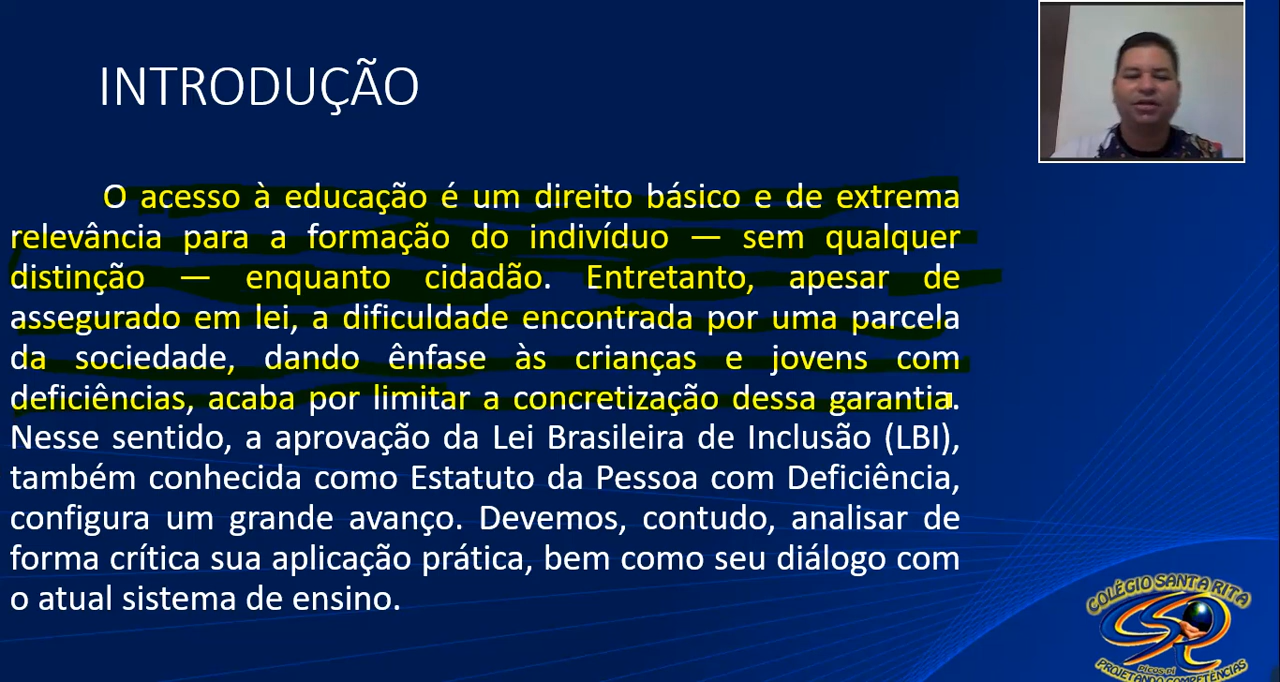 INTRODUÇÃO
O acesso à educação é um direito básico e de extrema
relevância para a formação do indivíduo — sem qualquer
distinção — enquanto cidadão. Entretanto, apesar de
assegurado em lei, a dificuldade encontrada por uma parcela
da sociedade, dando ênfase às crianças e jovens com
deficiências, acaba por limitar a concretização dessa garantia.
Nesse sentido, a aprovação da Lei Brasileira de Inclusão (LBI),
também conhecida como Estatuto da Pessoa com Deficiência,
configura um grande avanço. Devemos, contudo, analisar de
forma crítica sua aplicação prática, bem como seu diálogo com
o atual sistema de ensino.
COLÉGIO SANTA RITA
PICOS PI
PROJETANDO COMPETÊNCIAS